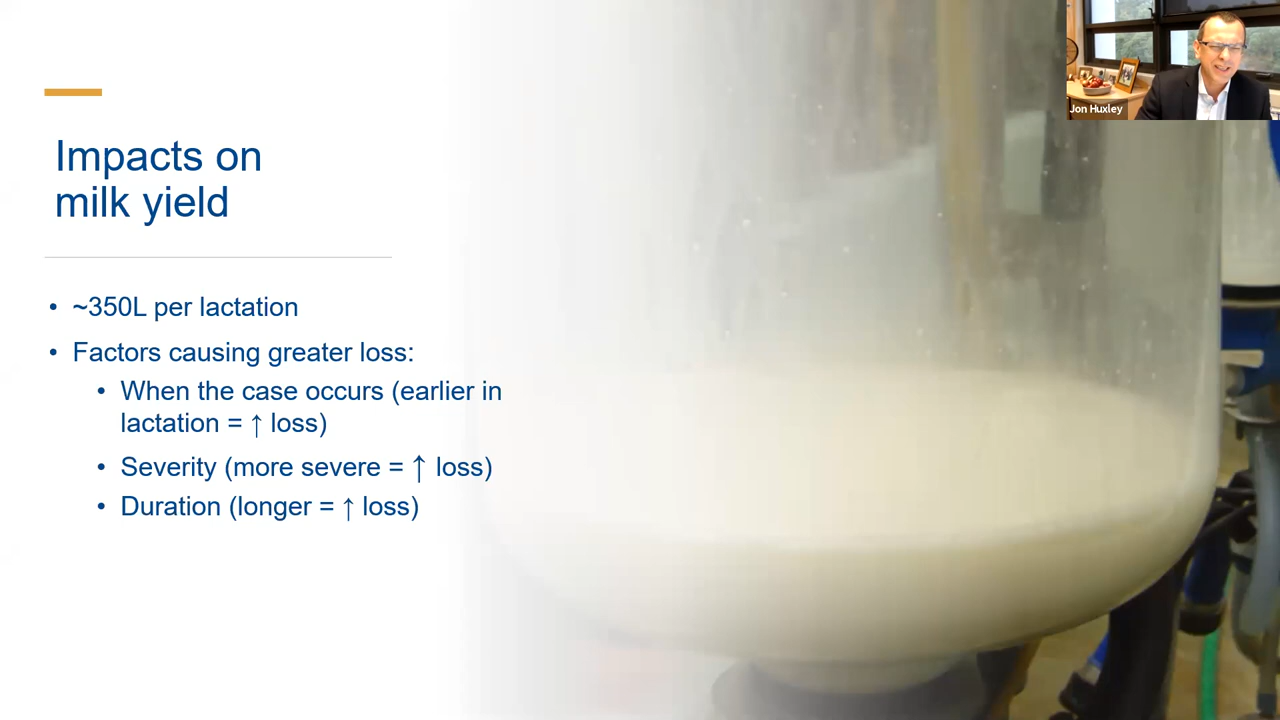 Jon Huxley
Impacts on
milk yield
• ~350L per lactation
• Factors causing greater loss:
• When the case occurs (earlier in
lactation = ↑ loss)
• Severity (more severe = ↑ loss)
• Duration (longer = ↑ loss)